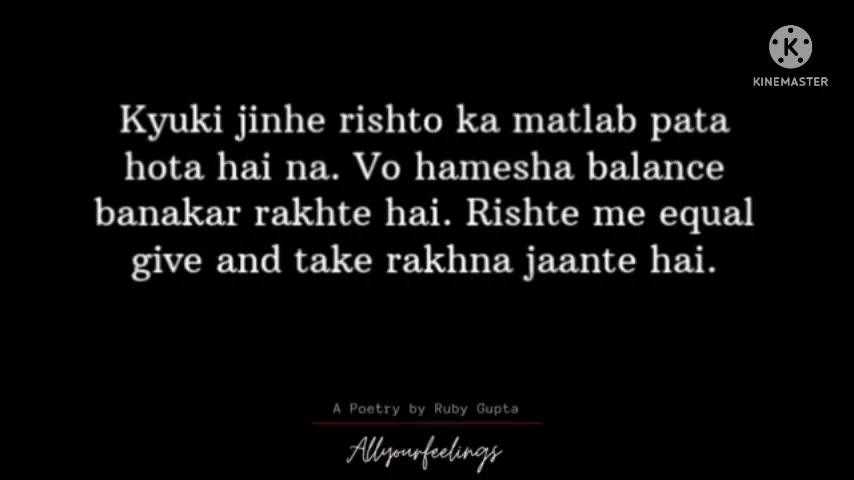 KINEMASTER
Kyuki jinhe rishto ka matlab pata
hota hai na. Vo hamesha balance
banakar rakhte hai. Rishte me equal
give and take rakhna jaante hai.
A Poetry by Ruby Gupta
Allyourfeelings